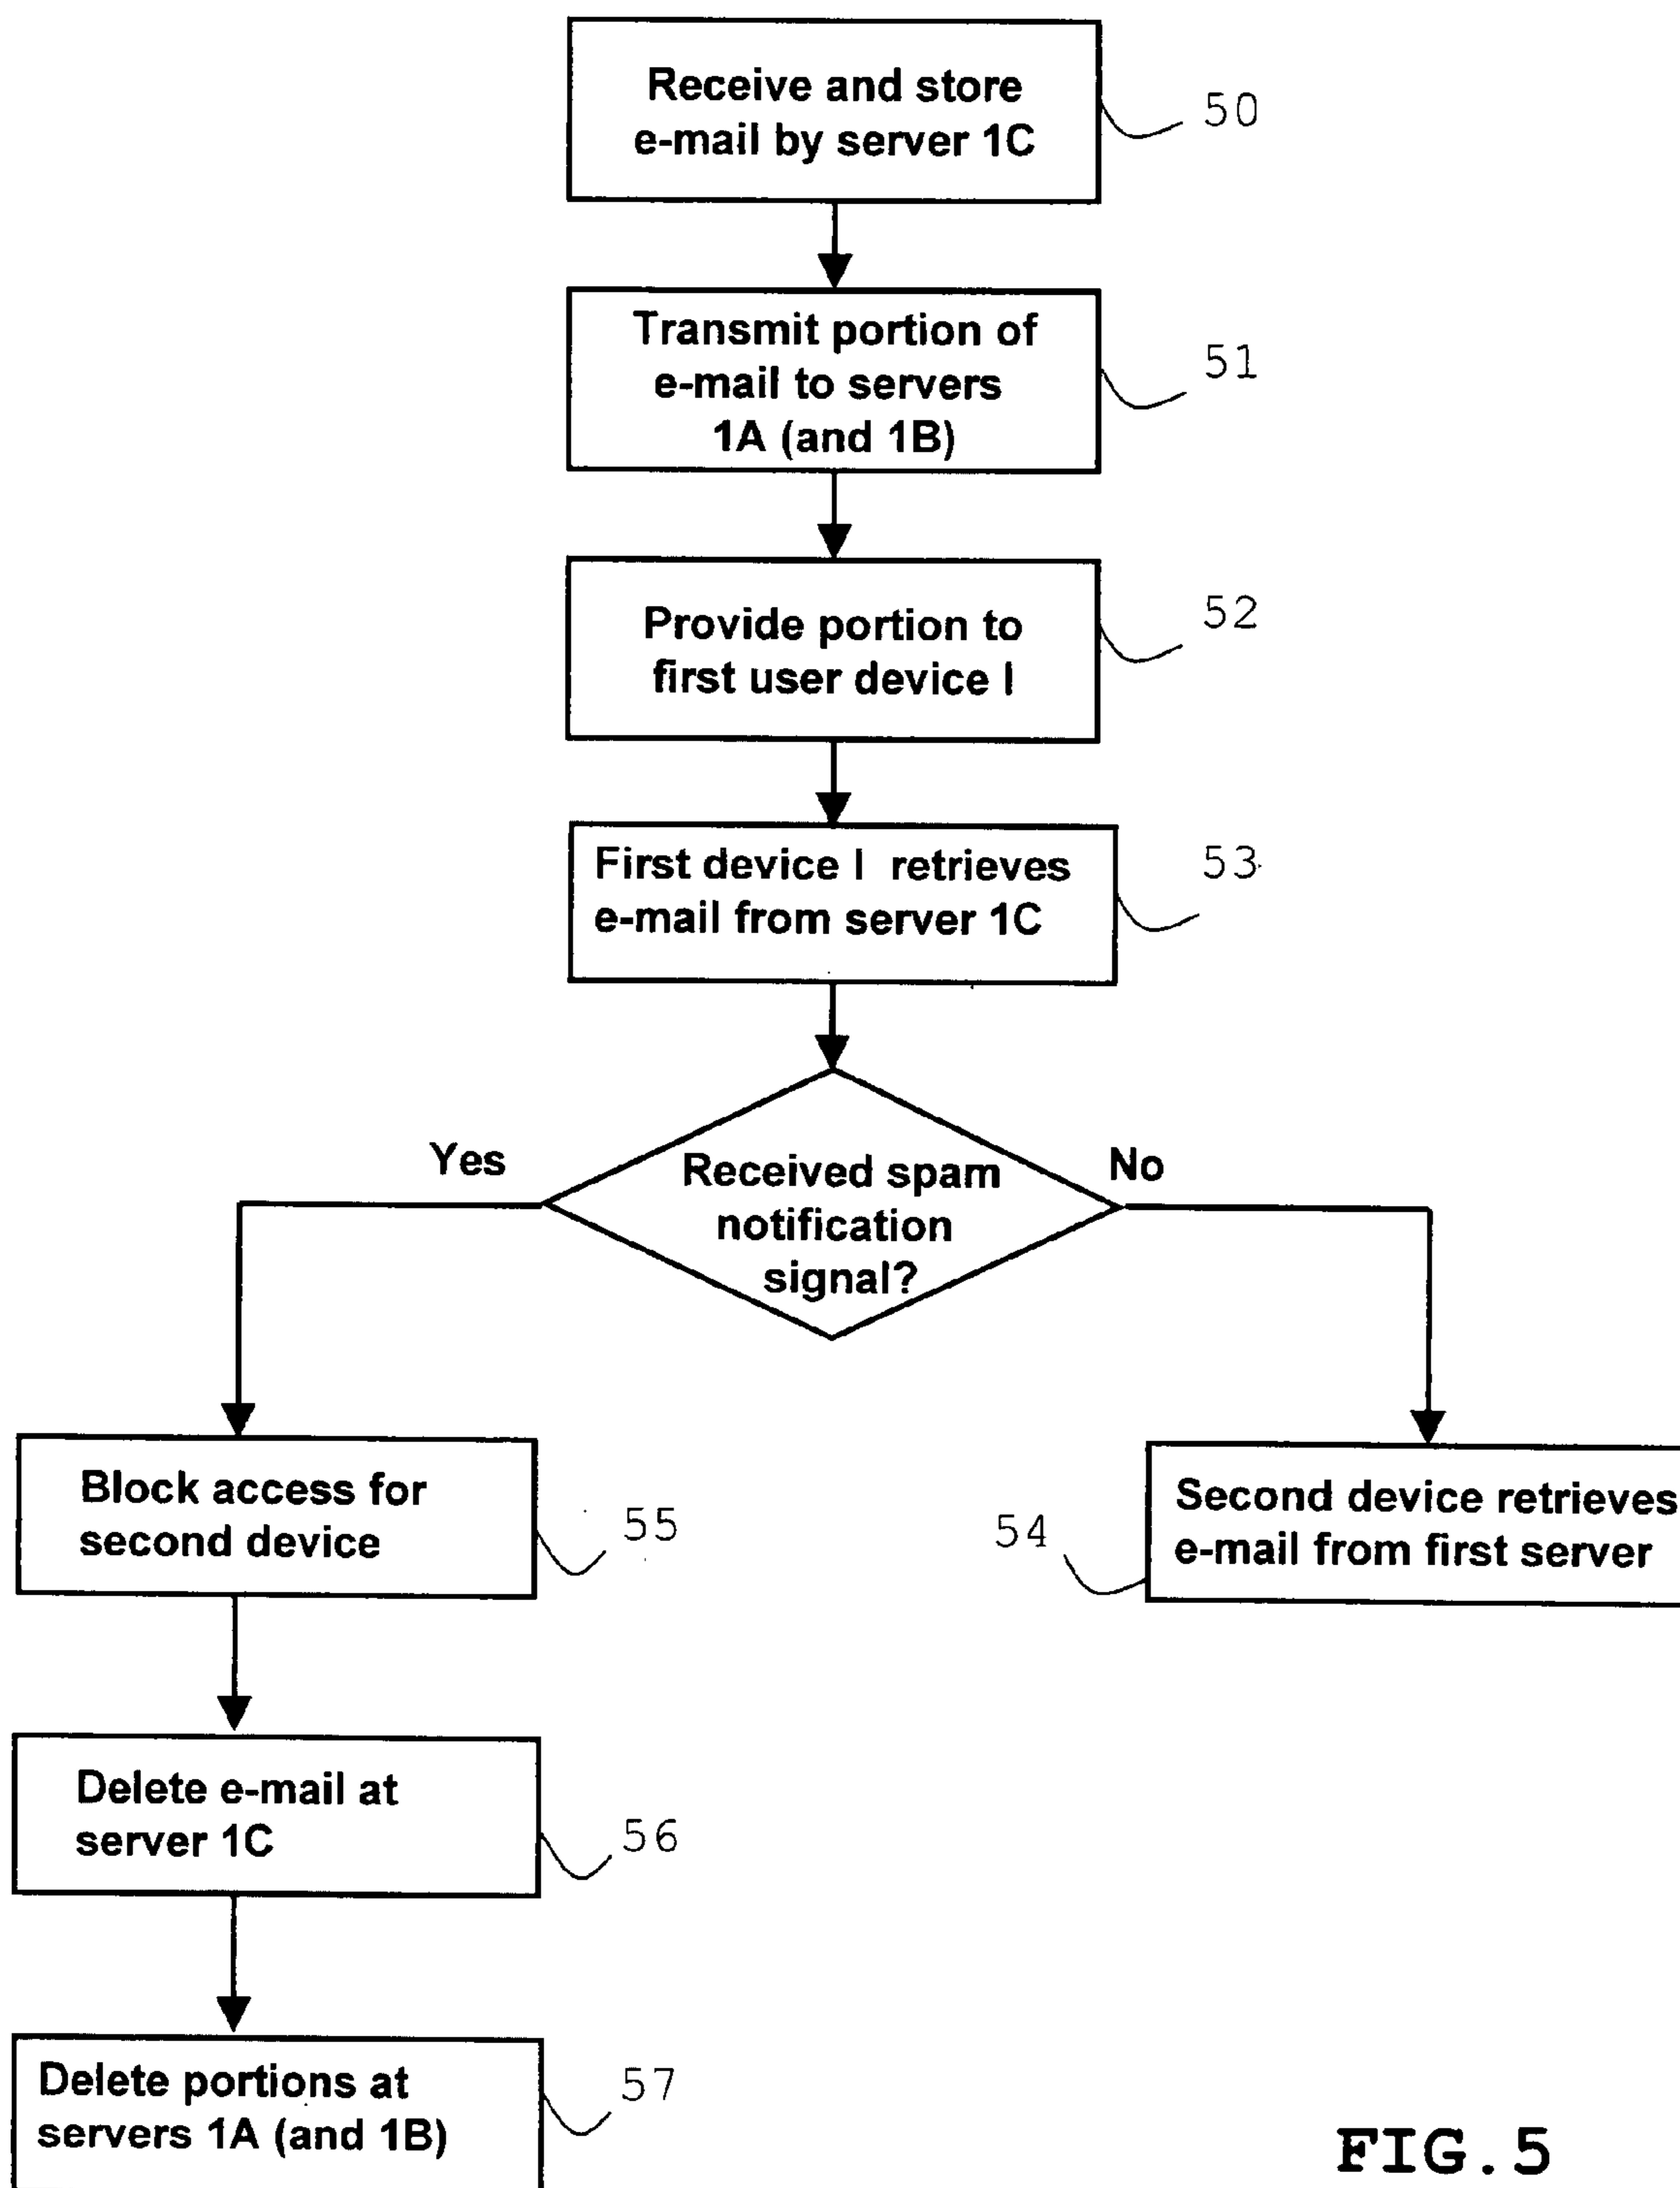 Receive and store
e-mail by server 1C
50
Transmit portion of
e-mail to servers
1A (and 1B)
51
Provide portion to
first user device I
52
First device I retrieves
e-mail from server 1C
53
Yes
Received spam
notification
signal?
No
Block access for
second device
55
54
Second device retrieves
e-mail from first server
Delete e-mail at
server 1C
56
Delete portions at
servers 1A (and 1B)
57
FIG.5